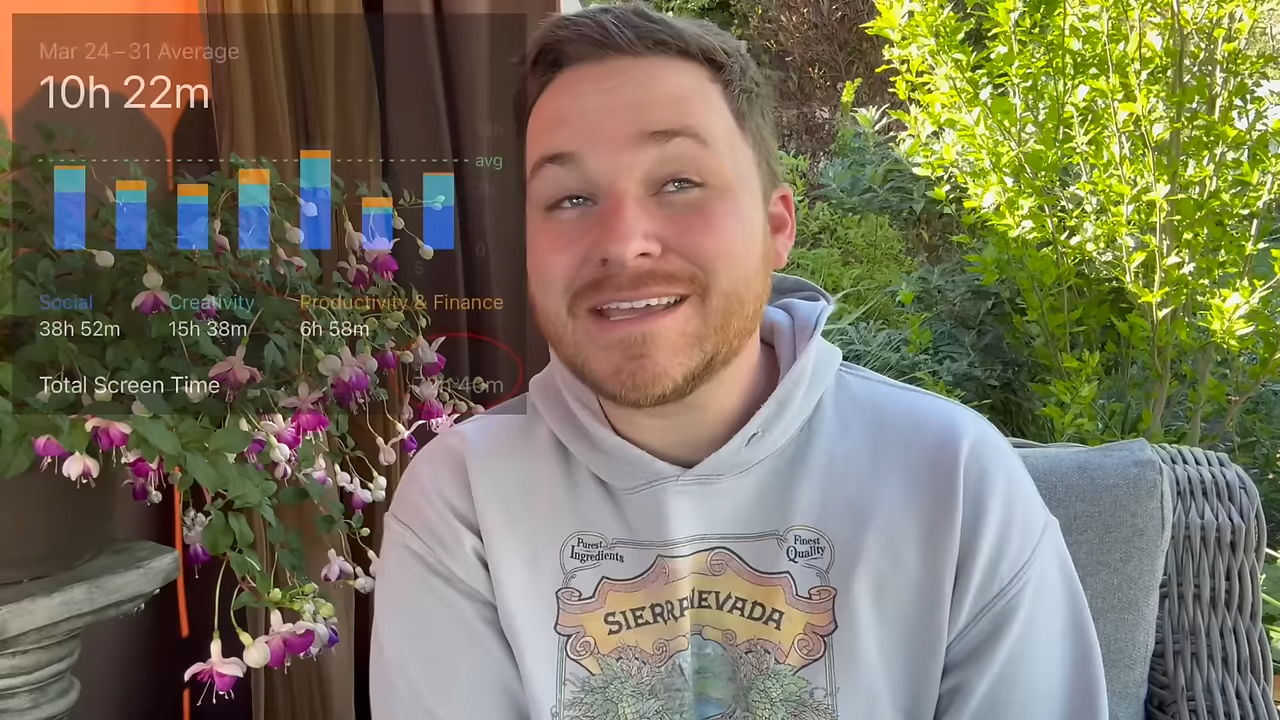 Mar 24 – 31 Average
10h 22m
avg
Social
Creativity
Productivity & Finance
38h 52m
15h 38m
6h 58m
Total Screen Time
Purest
Ingredients
Finest
Quality
SIERRA NEVADA